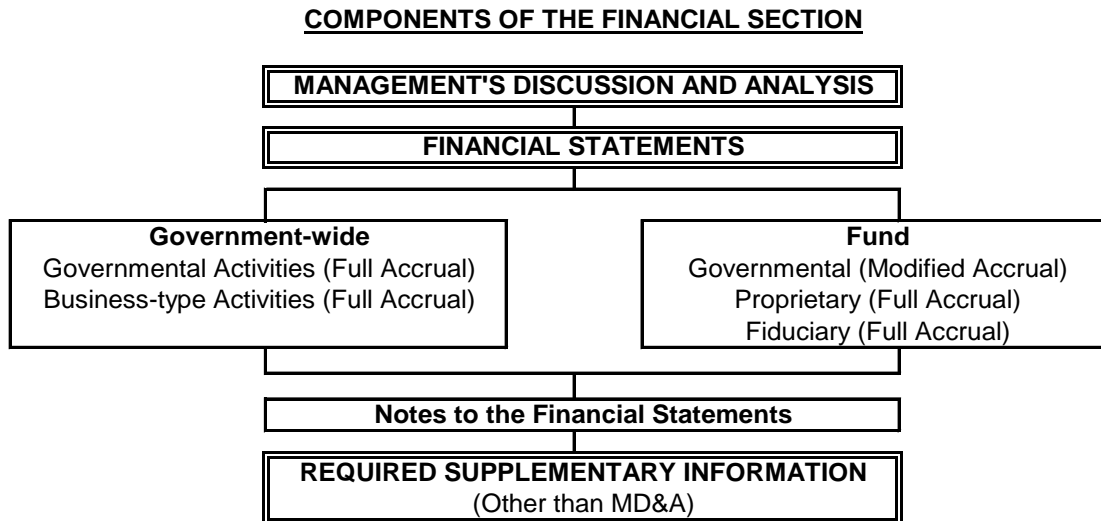 COMPONENTS OF THE FINANCIAL SECTION
MANAGEMENT'S DISCUSSION AND ANALYSIS
FINANCIAL STATEMENTS
Government-wide
Governmental Activities (Full Accrual)
Business-type Activities (Full Accrual)
Fund
Governmental (Modified Accrual)
Proprietary (Full Accrual)
Fiduciary (Full Accrual)
Notes to the Financial Statements
REQUIRED SUPPLEMENTARY INFORMATION
(Other than MD&A)